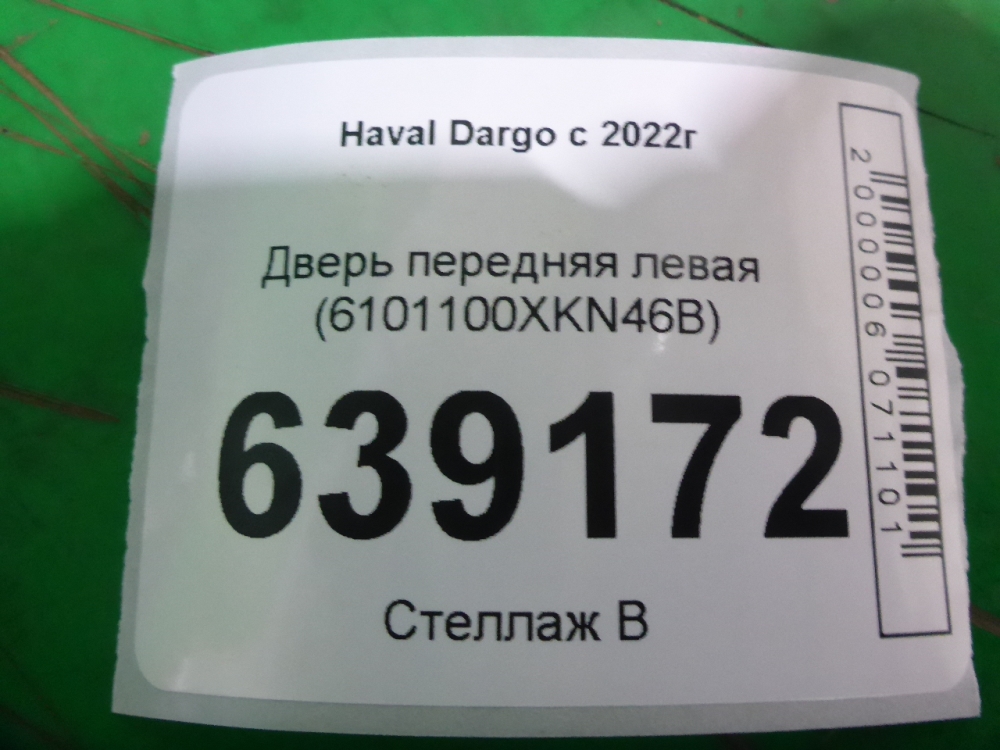 Haval Dargo с 2022г
Дверь передняя левая
(6101100XKN46B)
639172
Стеллаж В
2000006071101